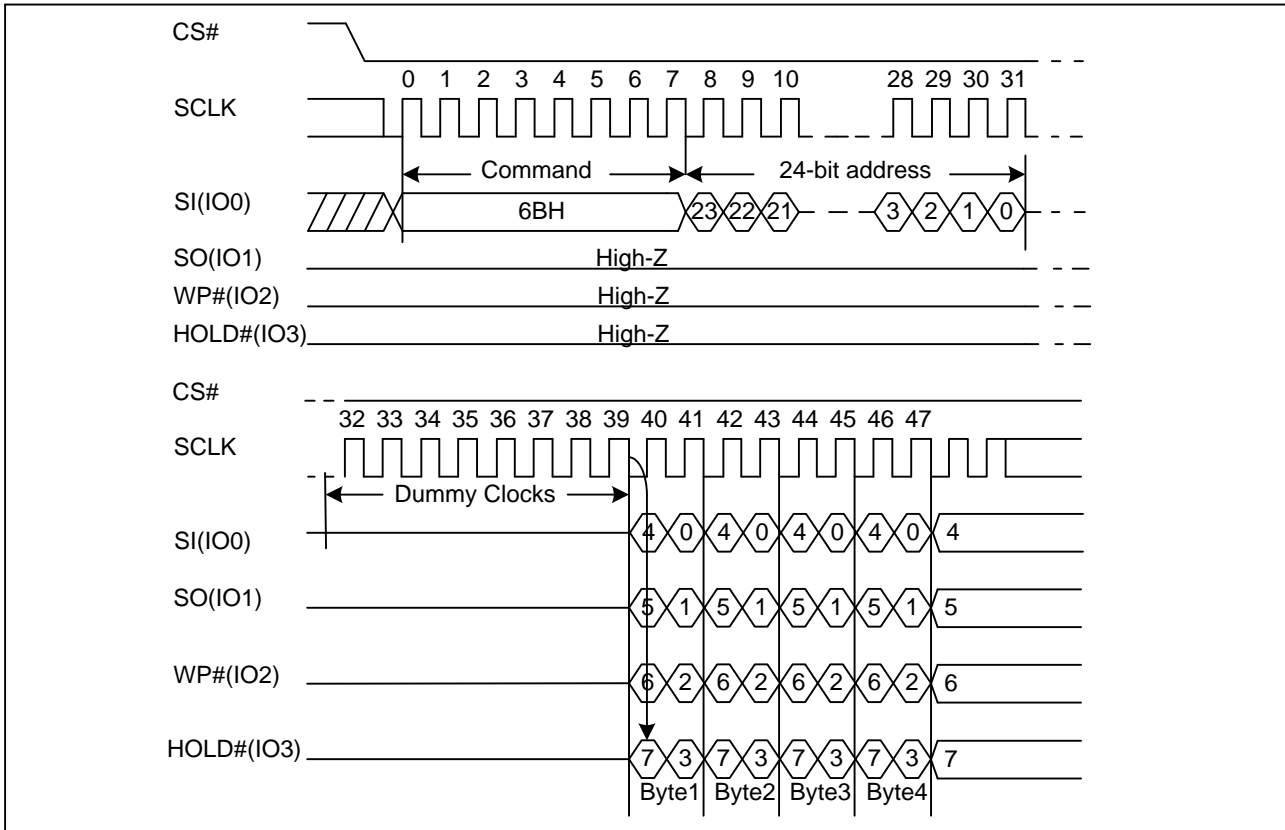 CS#
0 1 2 3 4 5 6 7 8 9 10 28 29 30 31
SCLK
Command 24-bit address
SI(IO0) 6BH 23 22 21 3 2 1 0
SO(IO1) High-Z
WP#(IO2) High-Z
HOLD#(IO3) High-Z
CS#
32 33 34 35 36 37 38 39 40 41 42 43 44 45 46 47
SCLK
Dummy Clocks
SI(IO0) 4 0 4 0 4 0 4 0 4
SO(IO1) 5 1 5 1 5 1 5 1 5
WP#(IO2) 6 2 6 2 6 2 6 2 6
HOLD#(IO3) 7 3 7 3 7 3 7 3 7
Byte1 Byte2 Byte3 Byte4